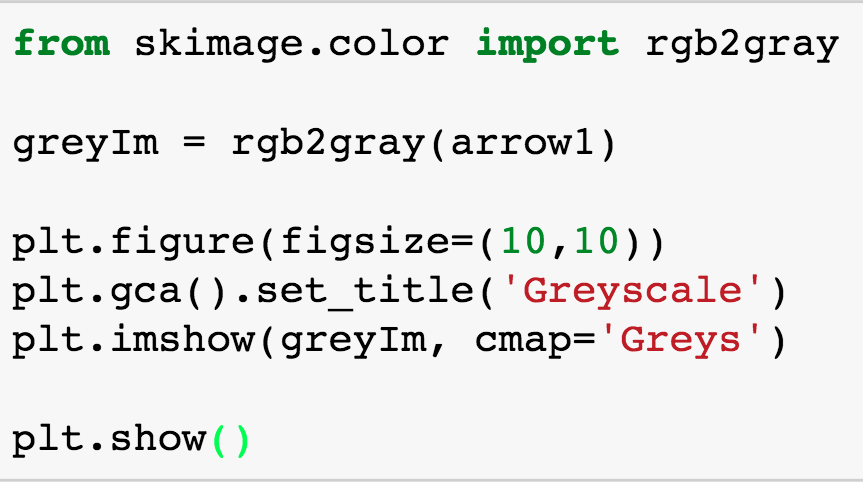 from skimage.color import rgb2gray
greyIm = rgb2gray(arrow1)
plt.figure(figsize=(10,10))
plt.gca().set_title('Greyscale')
plt.imshow(greyIm, cmap='Greys')
plt.show()